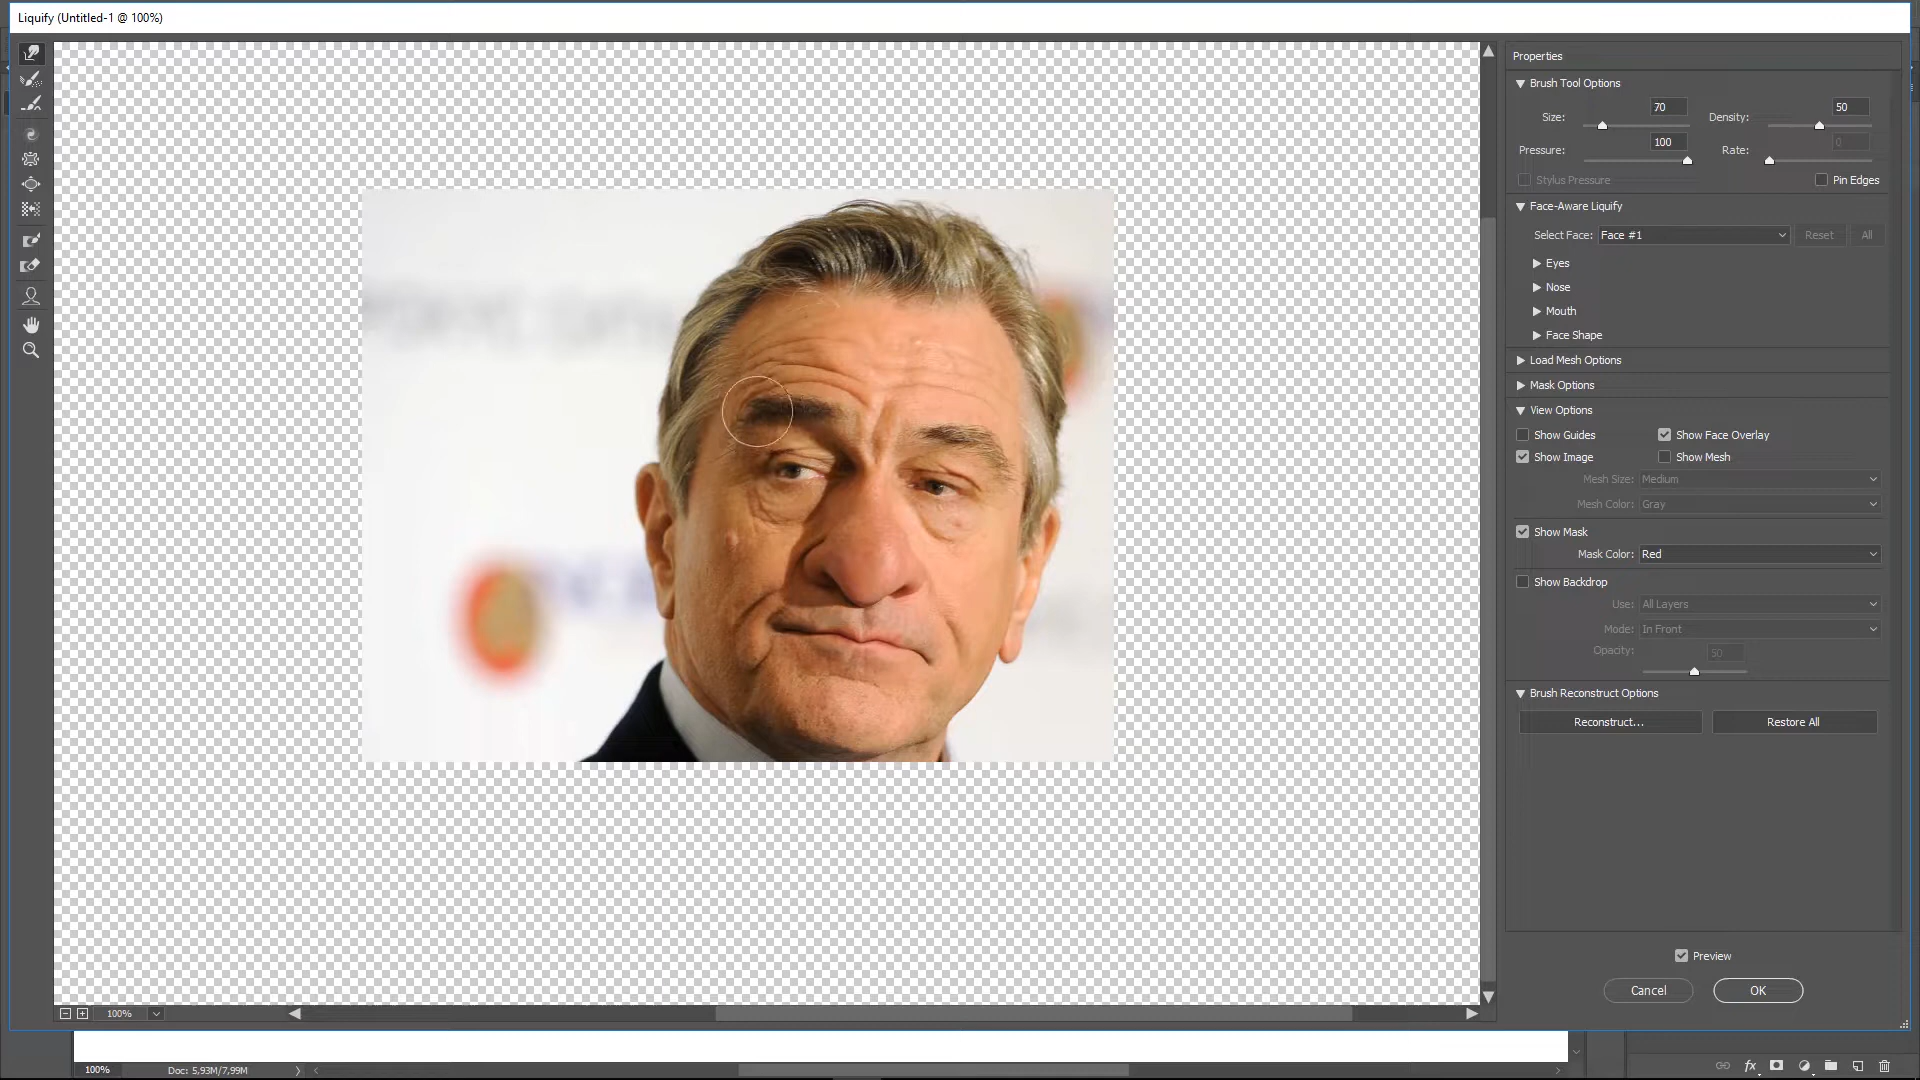 Liquify (Untitled-1 @ 100%)
Properties
Brush Tool Options
Size: 70 Density: 50
Pressure: 100 Rate: 0
Stylus Pressure Pin Edges
Face-Aware Liquify
Select Face: Face #1 Reset All
Eyes
Nose
Mouth
Face Shape
Load Mesh Options
Mask Options
View Options
Show Guides Show Face Overlay
Show Image Show Mesh
Mesh Size: Medium
Mesh Color: Gray
Show Mask
Mask Color: Red
Show Backdrop
Use: All Layers
Mode: In Front
Opacity: 50
Brush Reconstruct Options
Reconstruct... Restore All
Preview
Cancel OK
100%
100% Doc: 5,93M/7,99M
fx